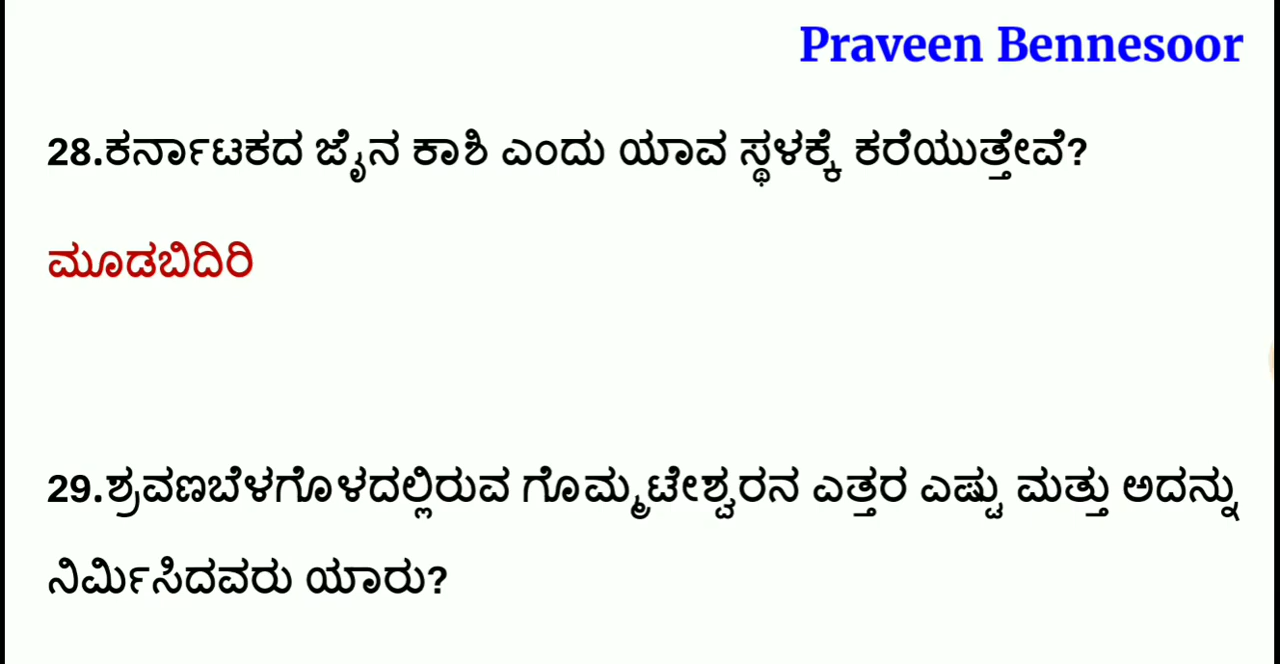 Praveen Bennesoor
28.ಕರ್ನಾಟಕದ ಜೈನ ಕಾಶಿ ಎಂದು ಯಾವ ಸ್ಥಳಕ್ಕೆ ಕರೆಯುತ್ತೇವೆ?
ಮೂಡಬಿದಿರಿ
29.ಶ್ರವಣಬೆಳಗೊಳದಲ್ಲಿರುವ ಗೊಮ್ಮಟೇಶ್ವರನ ಎತ್ತರ ಎಷ್ಟು ಮತ್ತು ಅದನ್ನು
ನಿರ್ಮಿಸಿದವರು ಯಾರು?